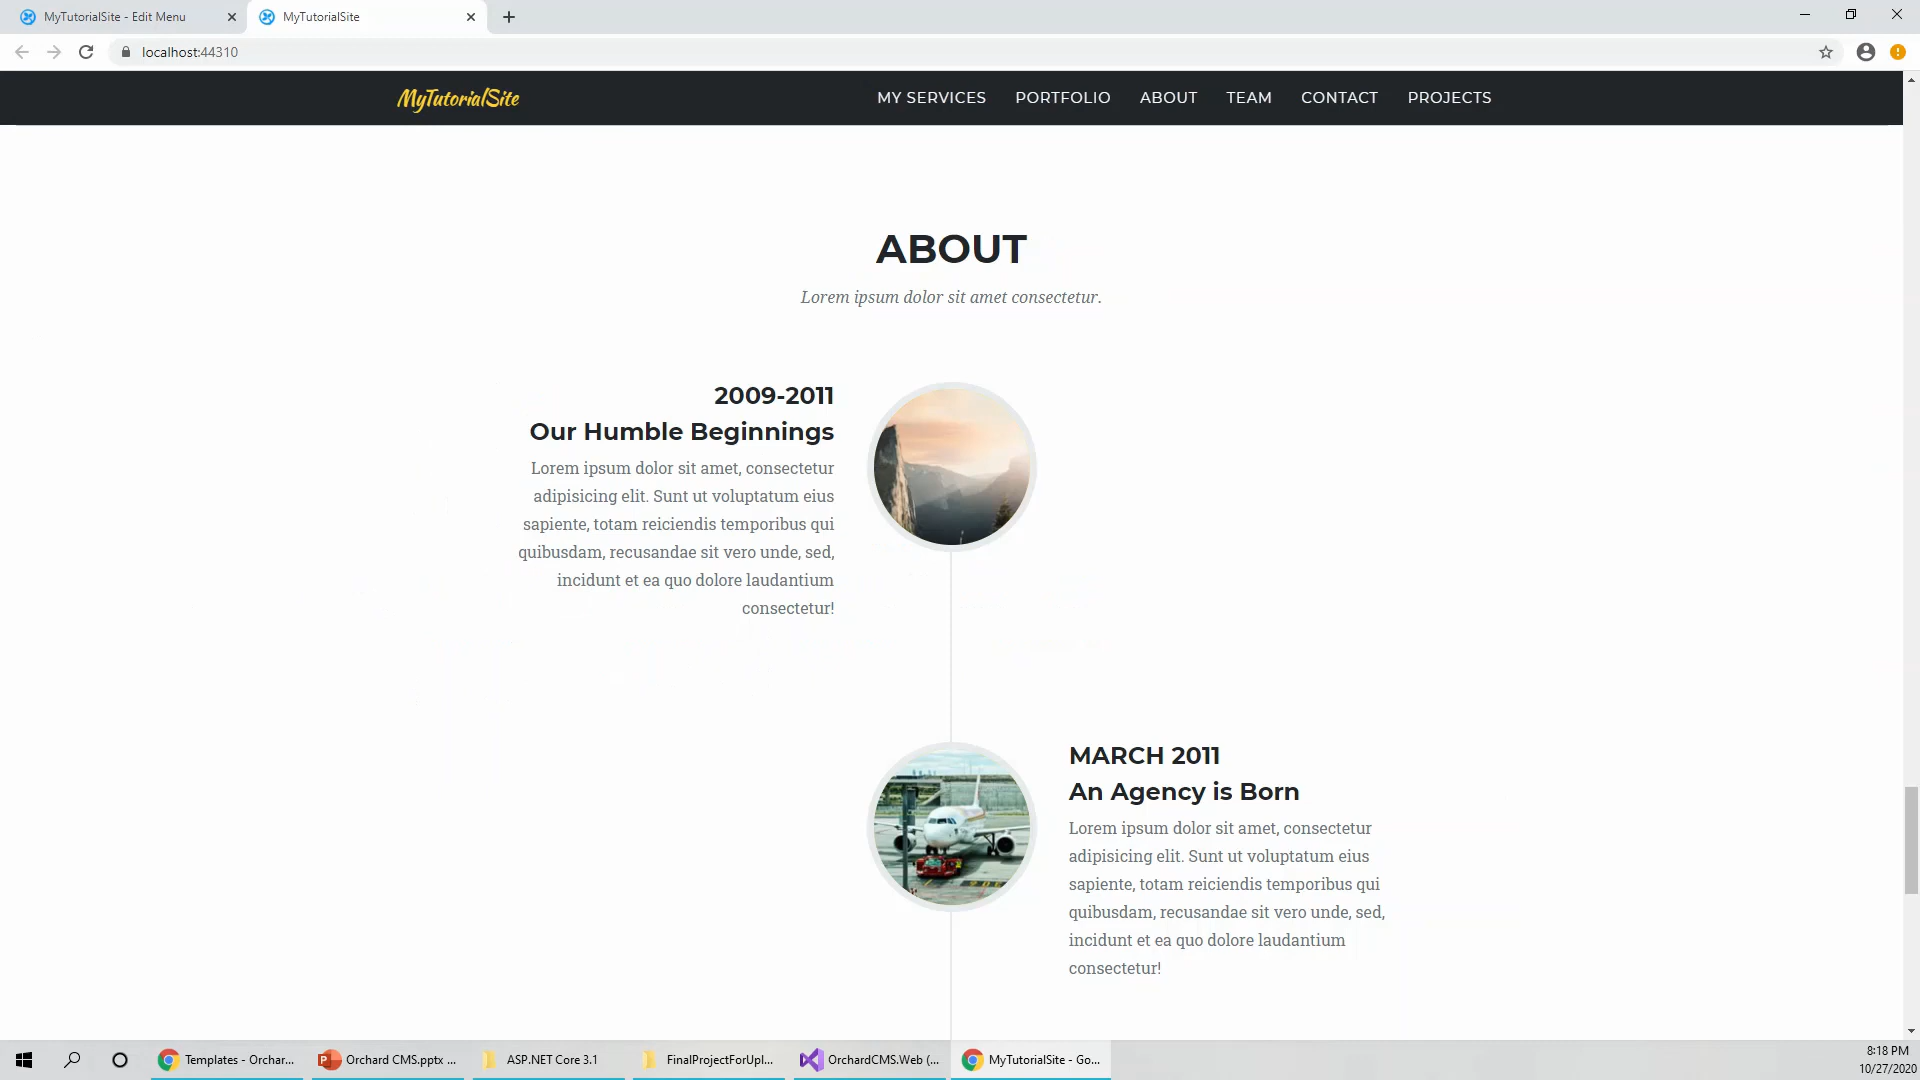 MyTutorialSite - Edit Menu
MyTutorialSite
localhost:44310
MyTutorialSite
MY SERVICES
PORTFOLIO
ABOUT
TEAM
CONTACT
PROJECTS
ABOUT
Lorem ipsum dolor sit amet consectetur.
2009-2011
Our Humble Beginnings
Lorem ipsum dolor sit amet, consectetur
adipisicing elit. Sunt ut voluptatum eius
sapiente, totam reiciendis temporibus qui
quibusdam, recusandae sit vero unde, sed,
incidunt et ea quo dolore laudantium
consectetur!
MARCH 2011
An Agency is Born
Lorem ipsum dolor sit amet, consectetur
adipisicing elit. Sunt ut voluptatum eius
sapiente, totam reiciendis temporibus qui
quibusdam, recusandae sit vero unde, sed,
incidunt et ea quo dolore laudantium
consectetur!
Templates - Orchar...
Orchard CMS.pptx ...
ASP.NET Core 3.1
FinalProjectForUpl...
OrchardCMS.Web (...
MyTutorialSite - Go...
8:18 PM
10/27/2020